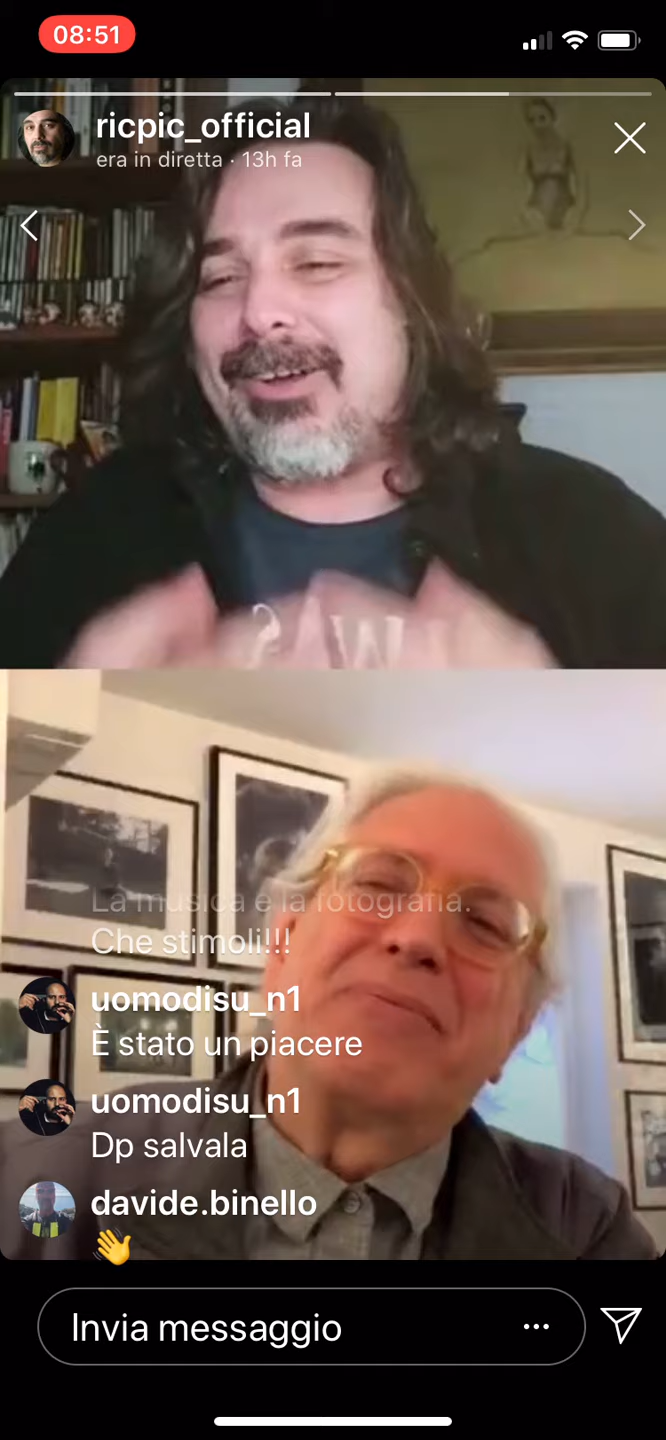 08:51
ricpic_official
era in diretta · 13h fa
La musica e la fotografia.
Che stimoli!!!
uomodisu_n1
È stato un piacere
uomodisu_n1
Dp salvala
davide.binello
👋
Invia messaggio